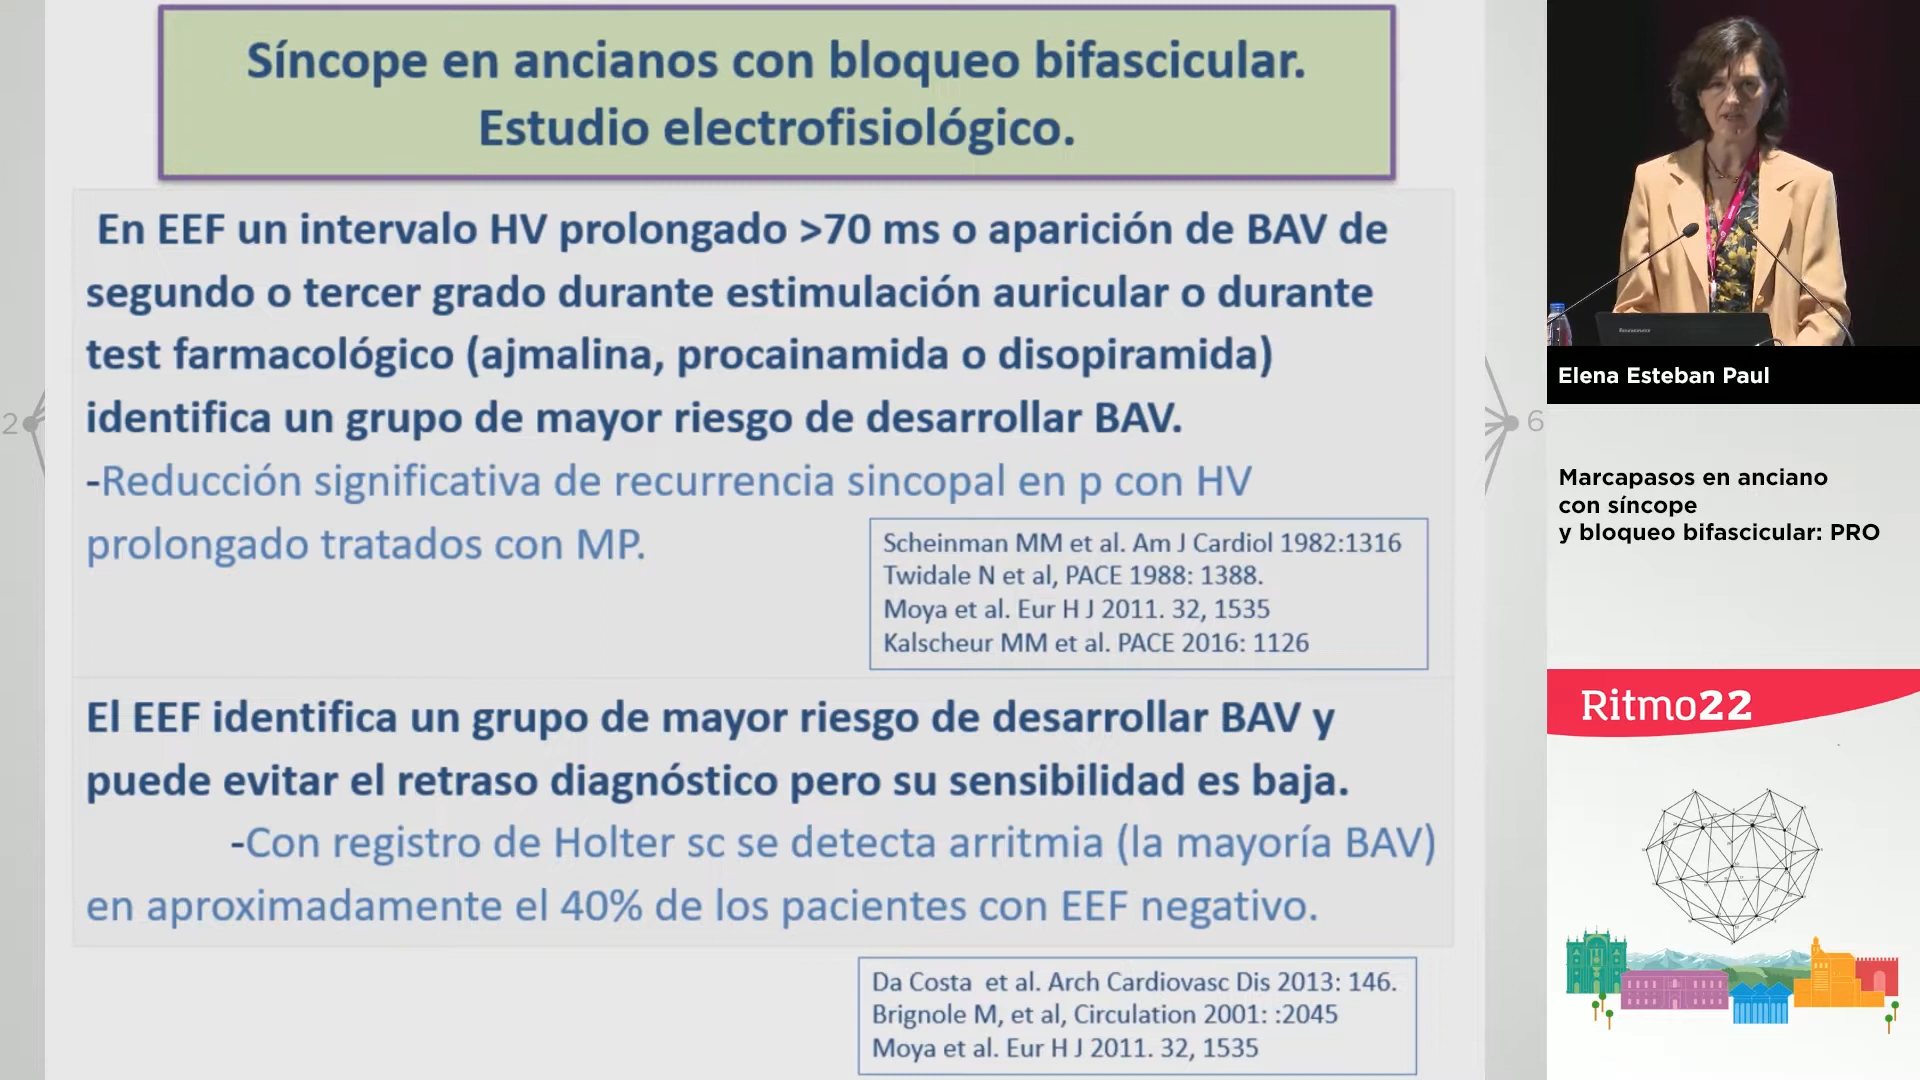 Síncope en ancianos con bloqueo bifascicular.
Estudio electrofisiológico.
En EEF un intervalo HV prolongado >70 ms o aparición de BAV de
segundo o tercer grado durante estimulación auricular o durante
test farmacológico (ajmalina, procainamida o disopiramida)
identifica un grupo de mayor riesgo de desarrollar BAV.
-Reducción significativa de recurrencia sincopal en p con HV
prolongado tratados con MP.
Scheinman MM et al. Am J Cardiol 1982:1316
Twidale N et al, PACE 1988: 1388.
Moya et al. Eur H J 2011. 32, 1535
Kalscheur MM et al. PACE 2016: 1126
El EEF identifica un grupo de mayor riesgo de desarrollar BAV y
puede evitar el retraso diagnóstico pero su sensibilidad es baja.
-Con registro de Holter sc se detecta arritmia (la mayoría BAV)
en aproximadamente el 40% de los pacientes con EEF negativo.
Da Costa et al. Arch Cardiovasc Dis 2013: 146.
Brignole M, et al, Circulation 2001: :2045
Moya et al. Eur H J 2011. 32, 1535
2
6
Elena Esteban Paul
Marcapasos en anciano
con síncope
y bloqueo bifascicular: PRO
Ritmo22